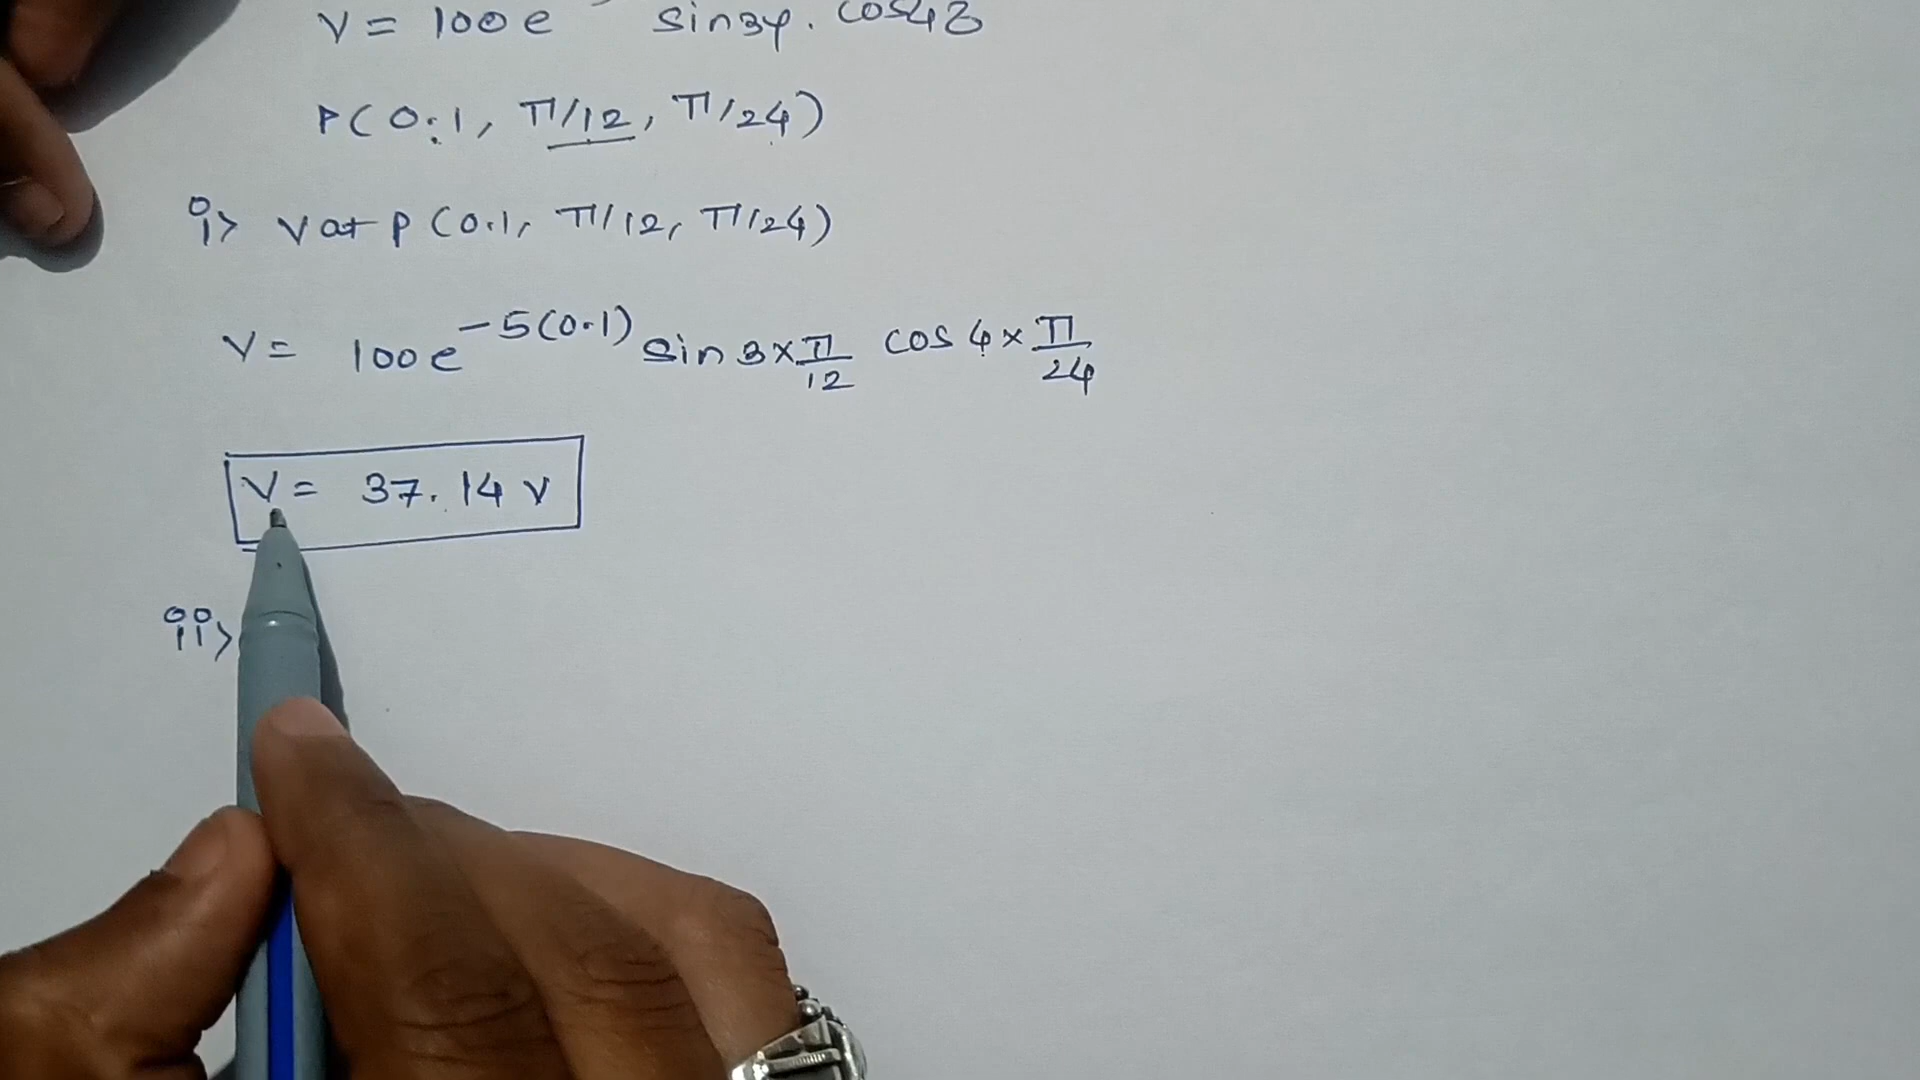 V = 100 e⁻ sin3y. cos4z
P(0.1, π/12, π/24)
i> V at P (0.1, π/12, π/24)
V = 100 e^-5(0.1) sin 3×π/12 cos 4×π/24
V = 37.14 V
ii>